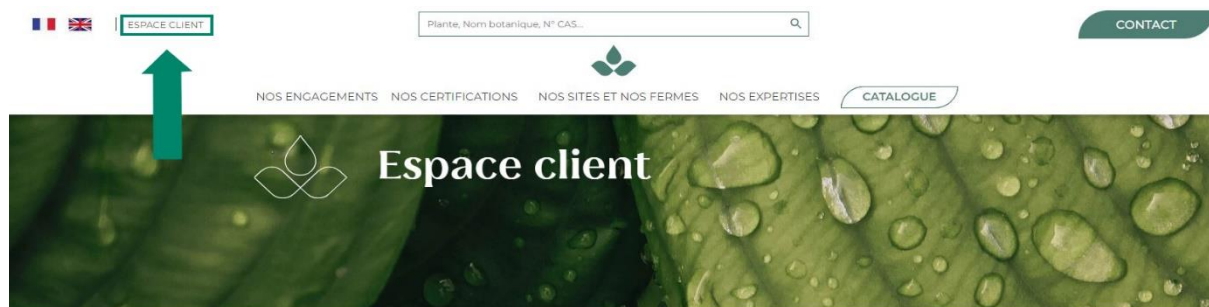 ESPACE CLIENT
Plante, Nom botanique, N° CAS...
CONTACT
NOS ENGAGEMENTS NOS CERTIFICATIONS NOS SITES ET NOS FERMES NOS EXPERTISES CATALOGUE
Espace client